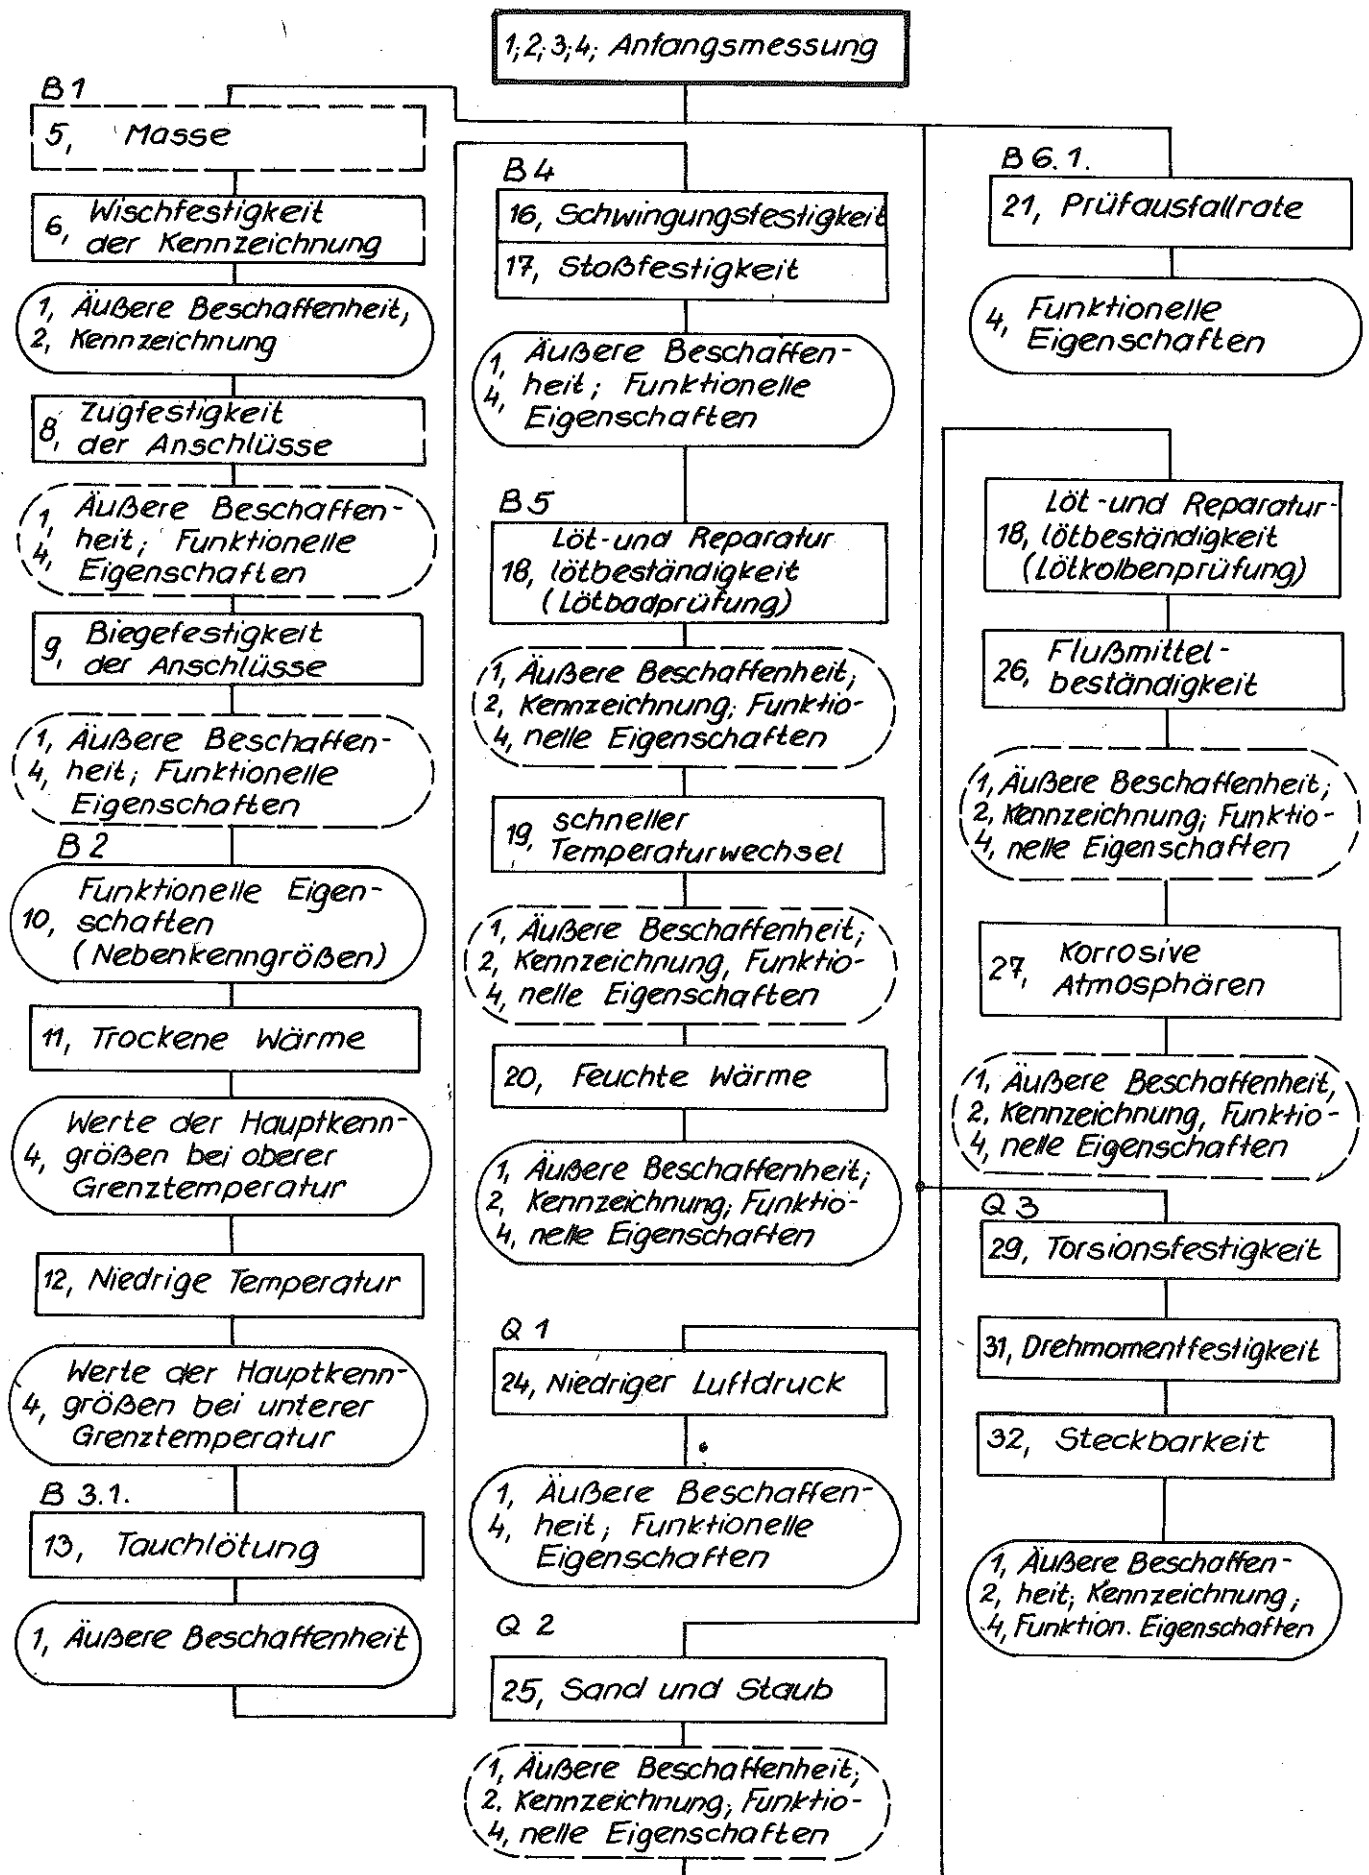 1; 2; 3; 4; Anfangsmessung
B 1
5, Masse
6, Wischfestigkeit
der Kennzeichnung
1, Äußere Beschaffenheit;
2, Kennzeichnung
8, Zugfestigkeit
der Anschlüsse
1, Äußere Beschaffen-
4, heit; Funktionelle
Eigenschaften
9, Biegefestigkeit
der Anschlüsse
1, Äußere Beschaffen-
4, heit; Funktionelle
Eigenschaften
B 2
Funktionelle Eigen-
10, schaften
(Nebenkenngrößen)
11, Trockene Wärme
Werte der Hauptkenn-
4, größen bei oberer
Grenztemperatur
12, Niedrige Temperatur
Werte der Hauptkenn-
4, größen bei unterer
Grenztemperatur
B 3.1.
13, Tauchlötung
1, Äußere Beschaffenheit
B 4
16, Schwingungsfestigkeit
17, Stoßfestigkeit
1, Äußere Beschaffen-
4, heit; Funktionelle
Eigenschaften
B 5
Löt- und Reparatur
18, lötbeständigkeit
(Lötbadprüfung)
1, Äußere Beschaffenheit;
2, Kennzeichnung; Funktio-
4, nelle Eigenschaften
19, schneller
Temperaturwechsel
1, Äußere Beschaffenheit;
2, Kennzeichnung, Funktio-
4, nelle Eigenschaften
20, Feuchte Wärme
1, Äußere Beschaffenheit;
2, Kennzeichnung; Funktio-
4, nelle Eigenschaften
Q 1
24, Niedriger Luftdruck
1, Äußere Beschaffen-
4, heit; Funktionelle
Eigenschaften
Q 2
25, Sand und Staub
1, Äußere Beschaffenheit;
2. Kennzeichnung; Funktio-
4, nelle Eigenschaften
B 6.1.
21, Prüfausfallrate
4, Funktionelle
Eigenschaften
Löt- und Reparatur-
18, lötbeständigkeit
(Lötkolbenprüfung)
26, Flußmittel-
beständigkeit
1, Äußere Beschaffenheit;
2, Kennzeichnung; Funktio-
4, nelle Eigenschaften
27, Korrosive
Atmosphären
1, Äußere Beschaffenheit,
2, Kennzeichnung, Funktio-
4, nelle Eigenschaften
Q 3
29, Torsionsfestigkeit
31, Drehmomentfestigkeit
32, Steckbarkeit
1, Äußere Beschaffen-
2, heit; Kennzeichnung;
4, Funktion. Eigenschaften